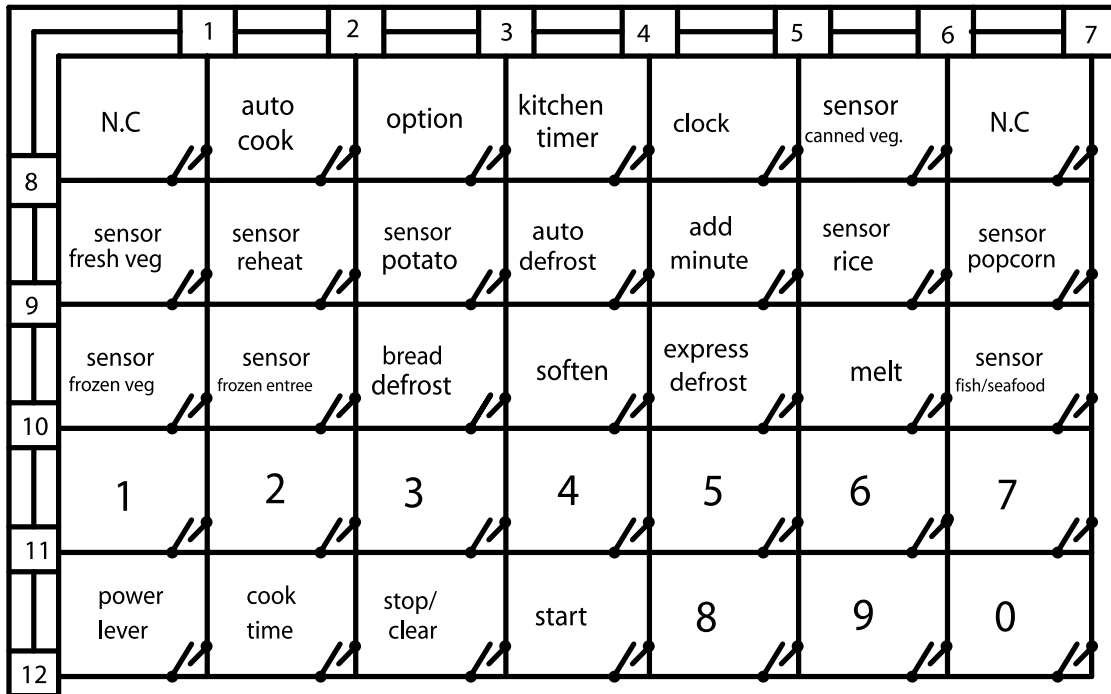 1 2 3 4 5 6 7
N.C
auto
cook
option
kitchen
timer
clock
sensor
canned veg.
N.C
8
sensor
fresh veg
sensor
reheat
sensor
potato
auto
defrost
add
minute
sensor
rice
sensor
popcorn
9
sensor
frozen veg
sensor
frozen entree
bread
defrost
soften
express
defrost
melt
sensor
fish/seafood
10
1 2 3 4 5 6 7
11
power
lever
cook
time
stop/
clear
start
8
9
0
12